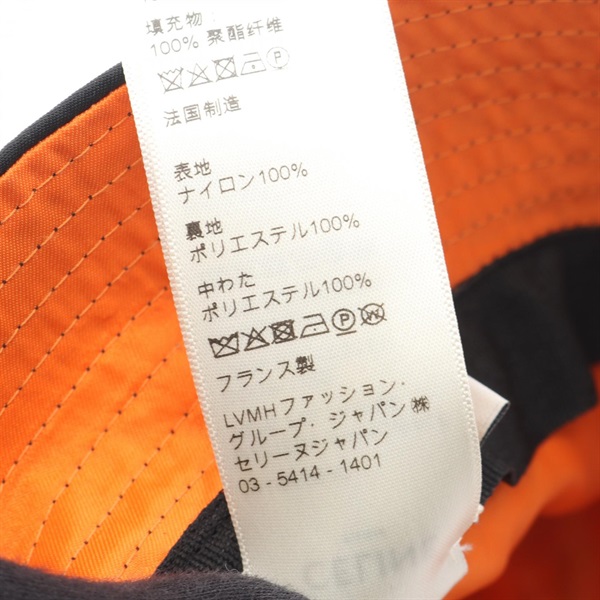 填充物:
100% 聚酯纤维
法国制造
表地
ナイロン100%
裏地
ポリエステル100%
中わた
ポリエステル100%
フランス製
LVMHファッション・
グループ・ジャパン㈱
セリーヌジャパン
03-5414-1401